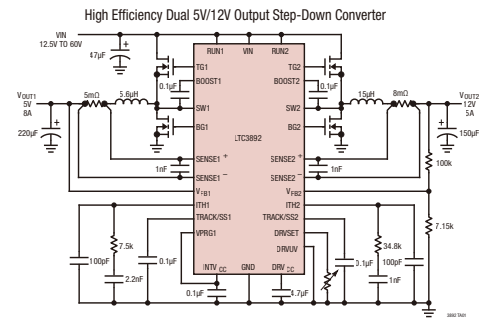 High Efficiency Dual 5V/12V Output Step-Down Converter
VIN
12.5V TO 60V
47µF
RUN1 VIN RUN2
TG1 TG2
BOOST1 BOOST2
0.1µF 0.1µF
VOUT1
5V
8A
5mΩ 5.6µH
SW1 SW2
15µH 8mΩ
VOUT2
12V
5A
220µF
BG1 LTC3892 BG2
150µF
SENSE1 + SENSE2 +
1nF 1nF
SENSE1 – SENSE2 –
100k
VFB1 VFB2
ITH1 ITH2
TRACK/SS1 TRACK/SS2
VPRG1 DRVSET
DRVUV
7.15k
100pF 7.5k 0.1µF
2.2nF
0.1µF 34.8k 100pF
1nF
INTVCC GND DRVCC
0.1µF 4.7µF
3892 TA01